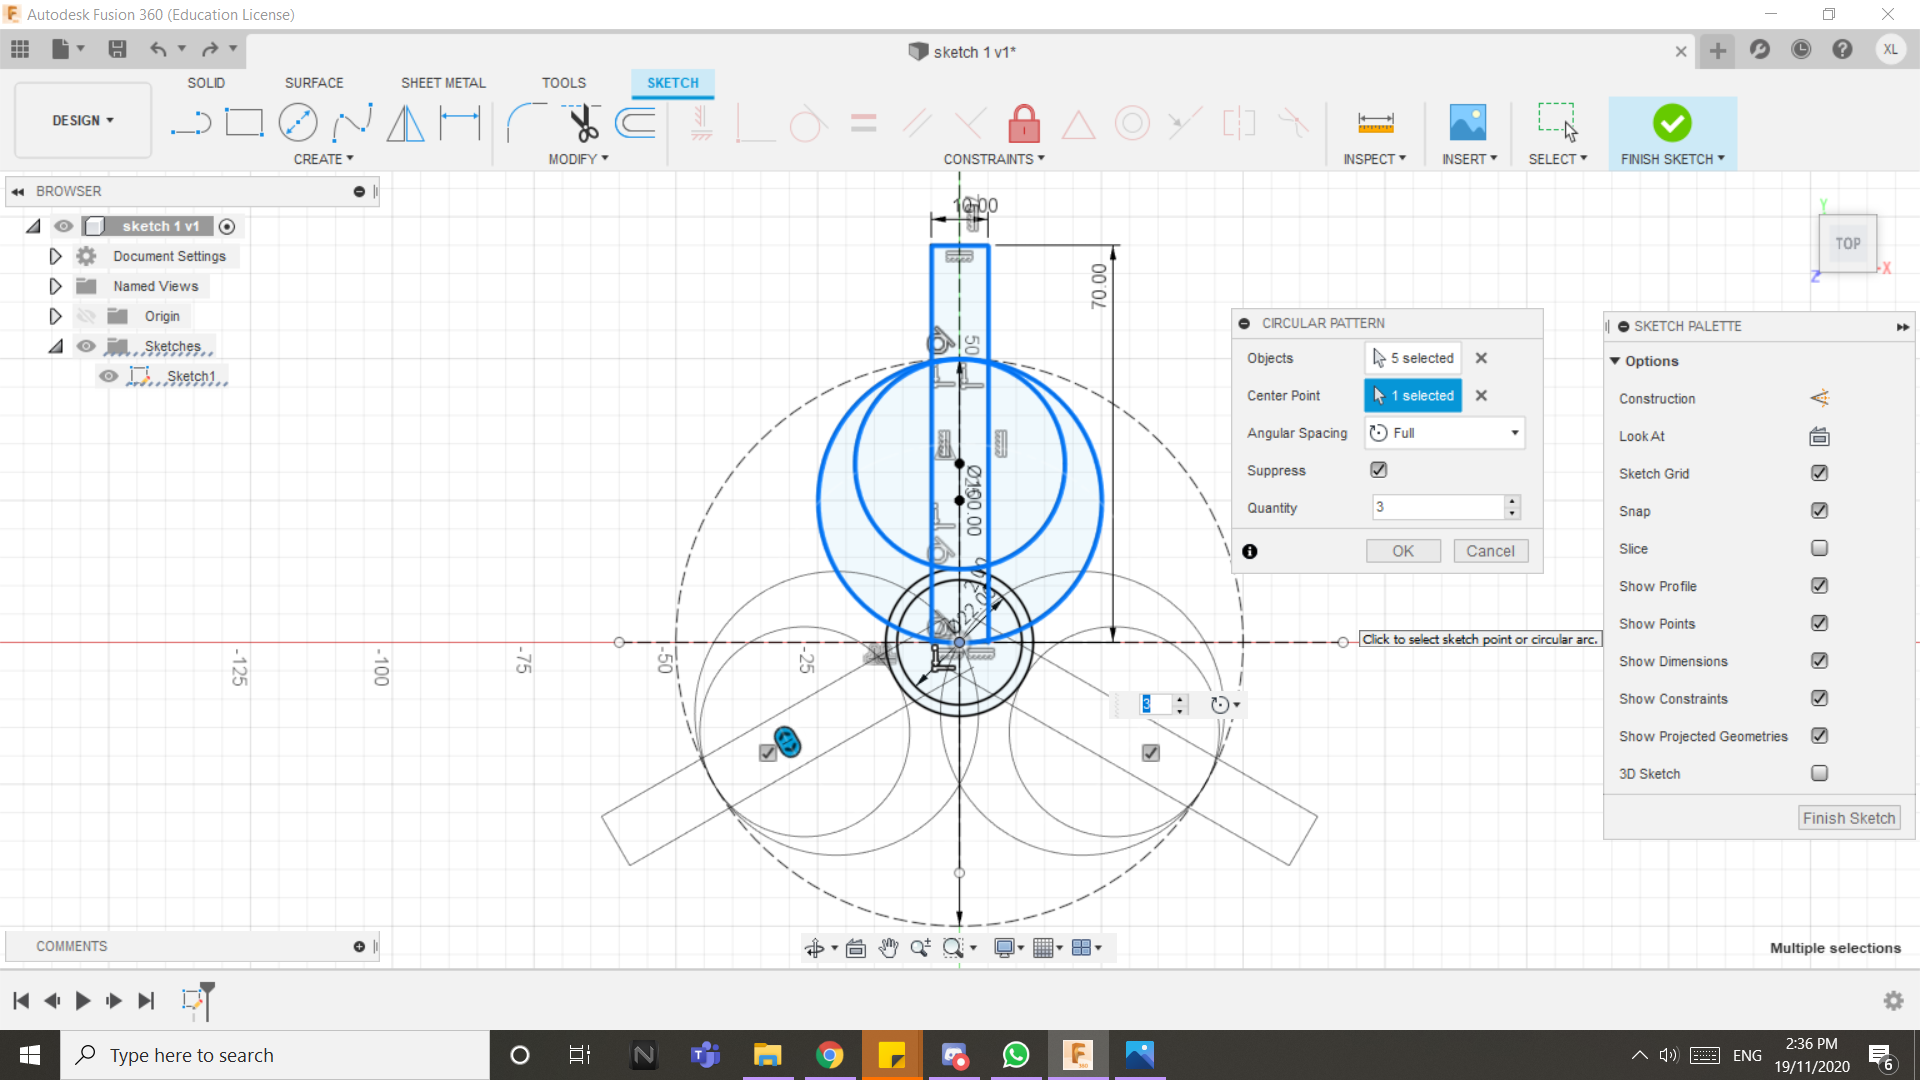 Autodesk Fusion 360 (Education License)
sketch 1 v1*
XL
SOLID
SURFACE
SHEET METAL
TOOLS
SKETCH
DESIGN
CREATE
MODIFY
CONSTRAINTS
INSPECT
INSERT
SELECT
FINISH SKETCH
BROWSER
sketch 1 v1
Document Settings
Named Views
Origin
Sketches
Sketch1
10.00
70.00
50
Ø100.00
-125
-100
-75
-50
-25
3
Y
TOP
X
Z
CIRCULAR PATTERN
Objects
5 selected
Center Point
1 selected
Angular Spacing
Full
Suppress
Quantity
3
OK
Cancel
Click to select sketch point or circular arc.
SKETCH PALETTE
Options
Construction
Look At
Sketch Grid
Snap
Slice
Show Profile
Show Points
Show Dimensions
Show Constraints
Show Projected Geometries
3D Sketch
Finish Sketch
COMMENTS
Multiple selections
Type here to search
ENG
2:36 PM
19/11/2020
6